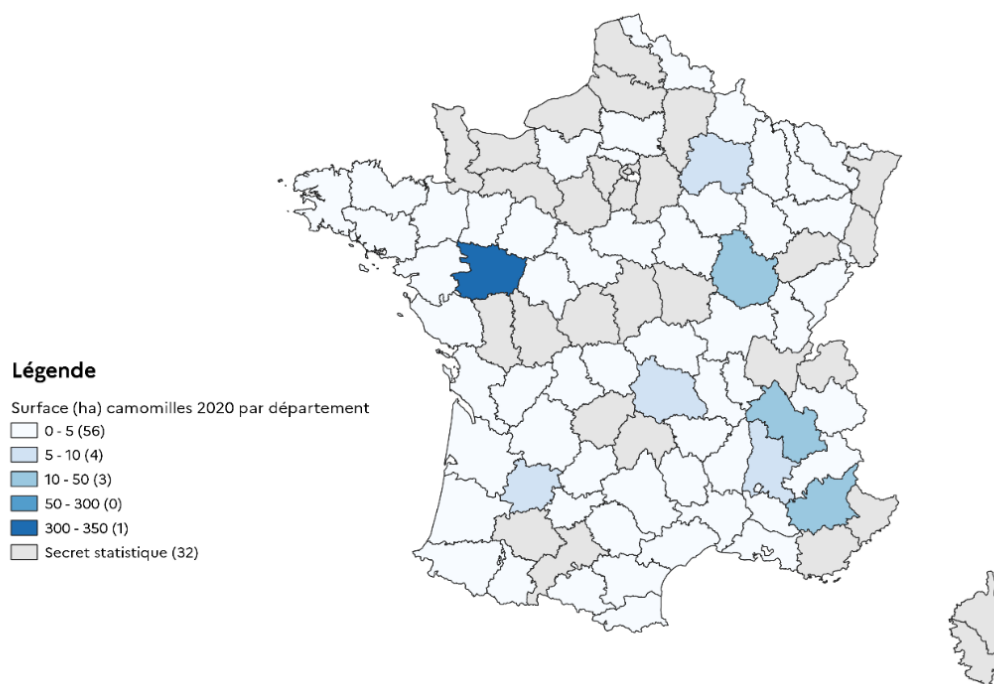 Légende
Surface (ha) camomilles 2020 par département
0 - 5 (56)
5 - 10 (4)
10 - 50 (3)
50 - 300 (0)
300 - 350 (1)
Secret statistique (32)